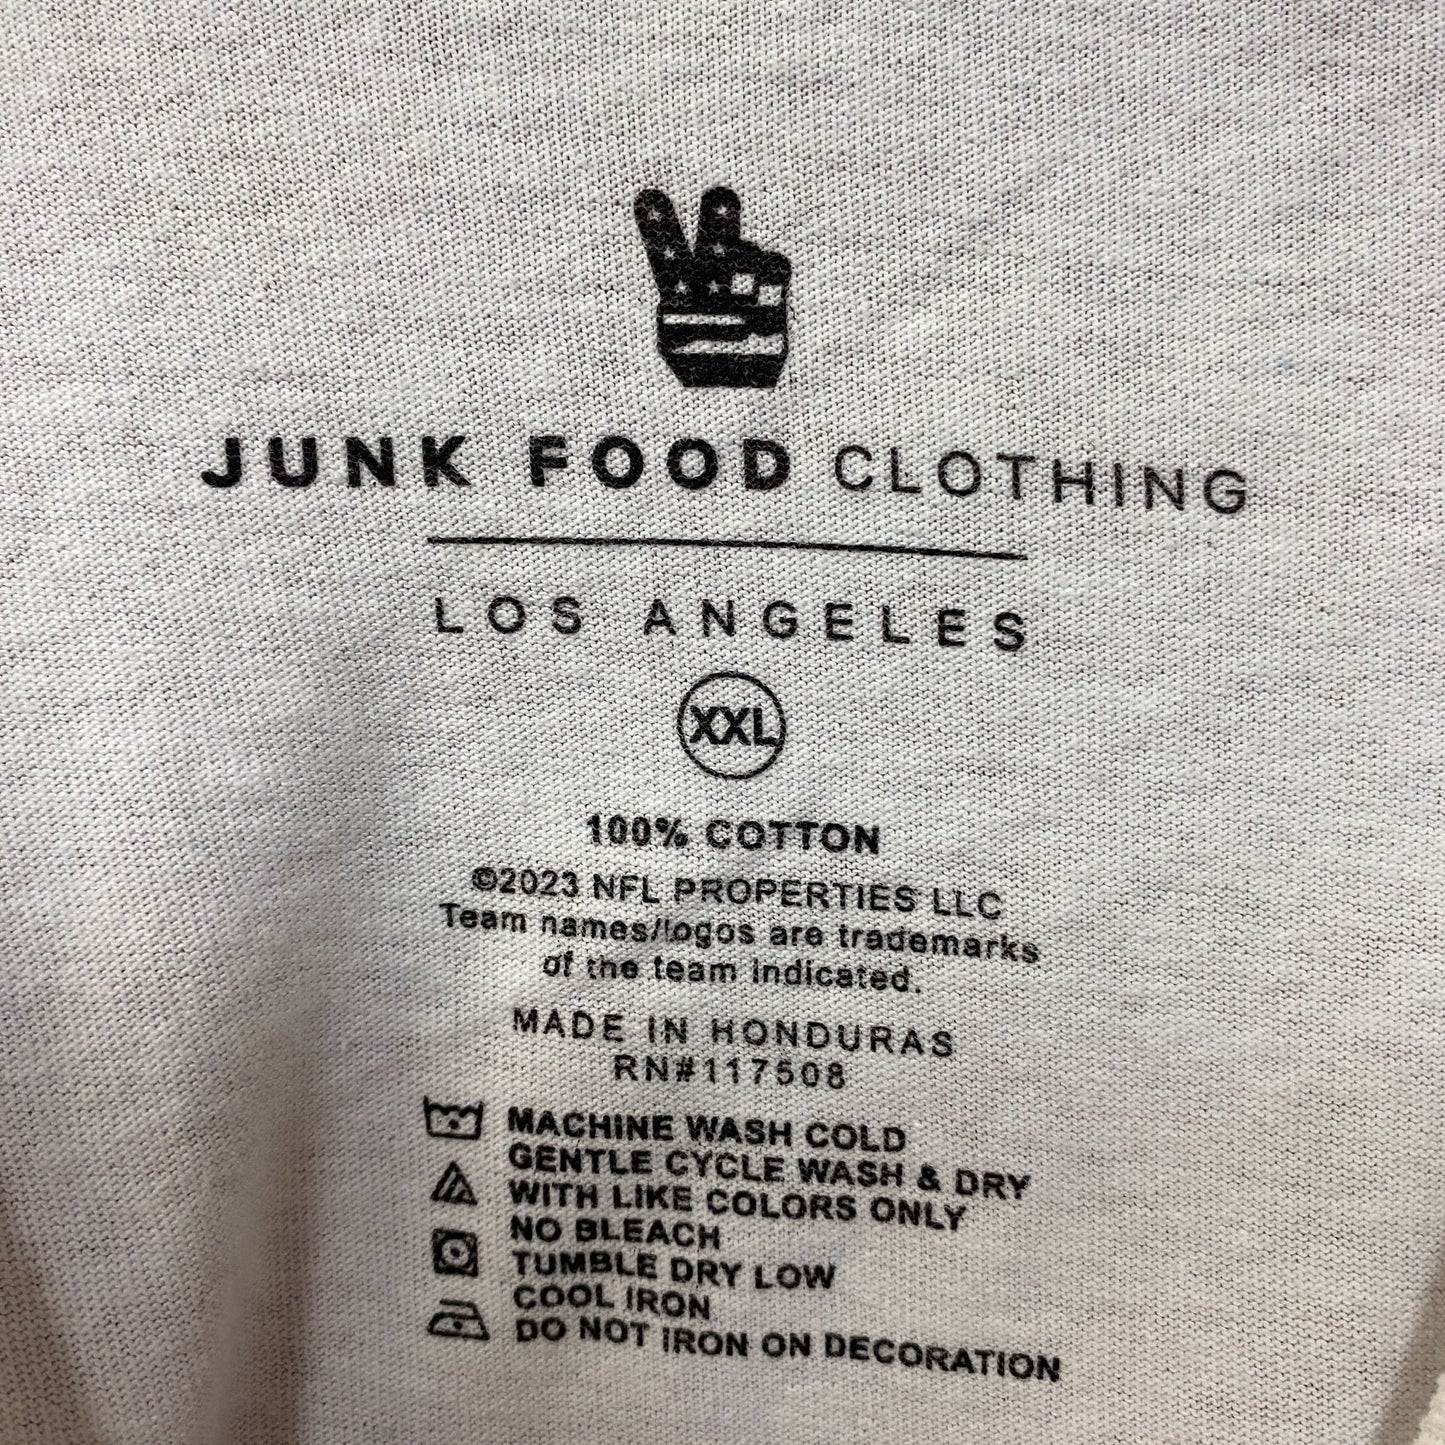 JUNK FOOD CLOTHING
LOS ANGELES
XXL
100% COTTON
©2023 NFL PROPERTIES LLC
Team names/logos are trademarks
of the team indicated.
MADE IN HONDURAS
RN#117508
MACHINE WASH COLD
GENTLE CYCLE WASH & DRY
WITH LIKE COLORS ONLY
NO BLEACH
TUMBLE DRY LOW
COOL IRON
DO NOT IRON ON DECORATION